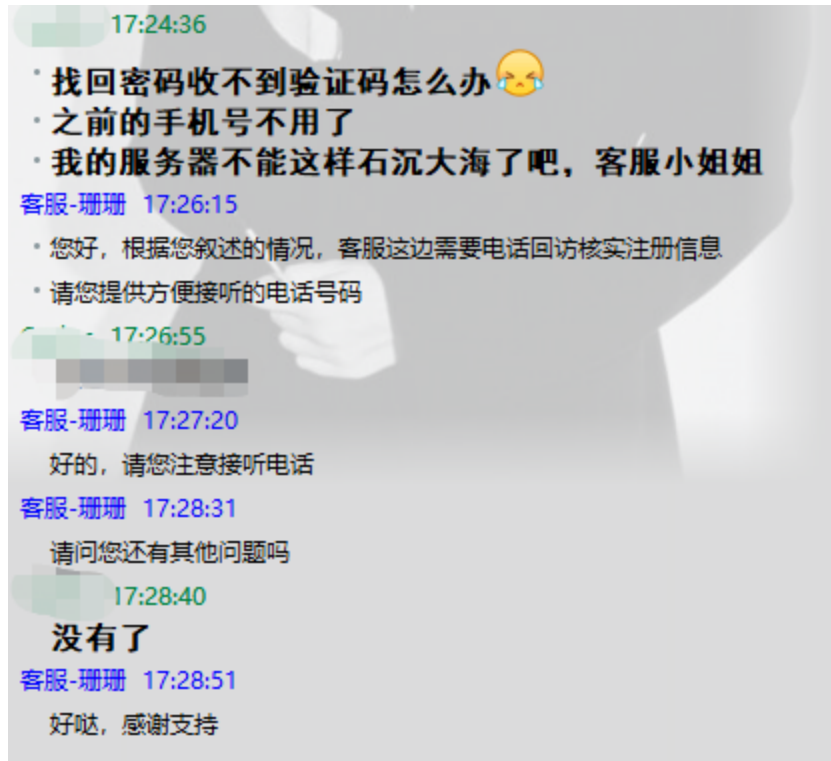 17:24:36
找回密码收不到验证码怎么办
之前的手机号不用了
我的服务器不能这样石沉大海了吧，客服小姐姐
客服-珊珊 17:26:15
您好，根据您叙述的情况，客服这边需要电话回访核实注册信息
请您提供方便接听的电话号码
17:26:55
客服-珊珊 17:27:20
好的，请您注意接听电话
客服-珊珊 17:28:31
请问您还有其他问题吗
17:28:40
没有了
客服-珊珊 17:28:51
好哒，感谢支持